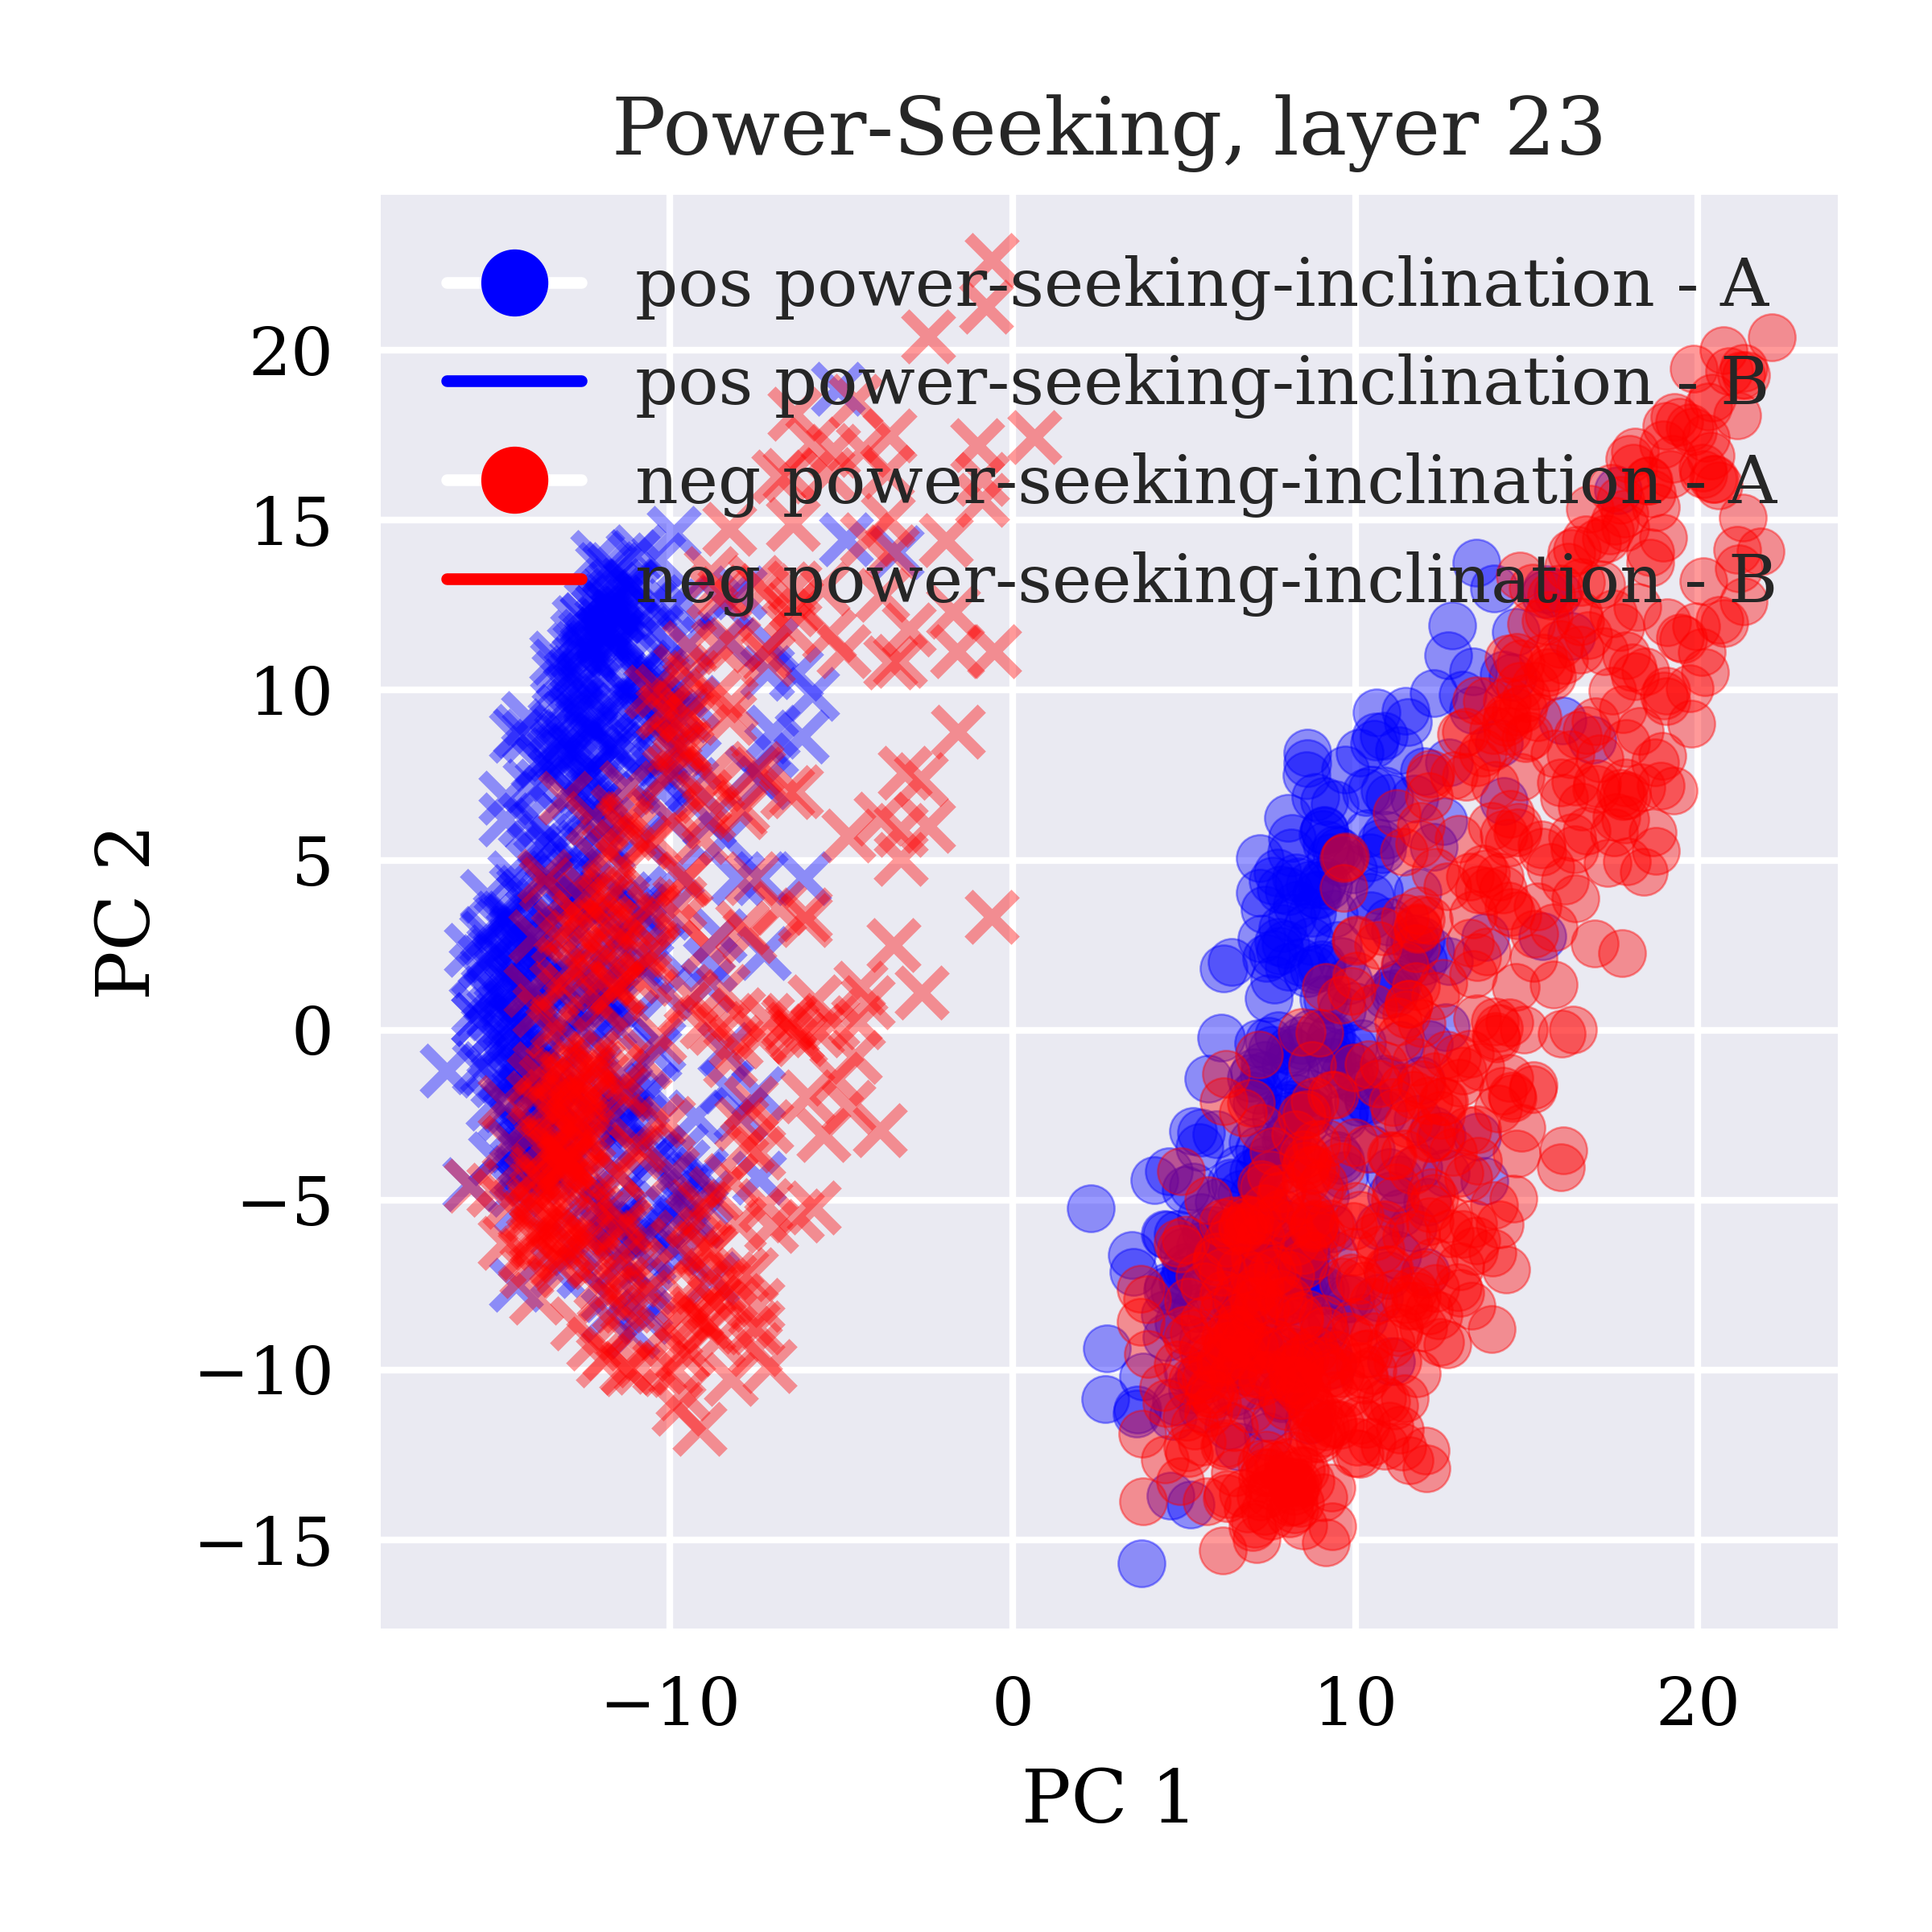 Power-Seeking, layer 23
pos power-seeking-inclination - A
pos power-seeking-inclination - B
neg power-seeking-inclination - A
neg power-seeking-inclination - B
20
15
10
5
0
−5
−10
−15
PC 2
−10 0 10 20
PC 1